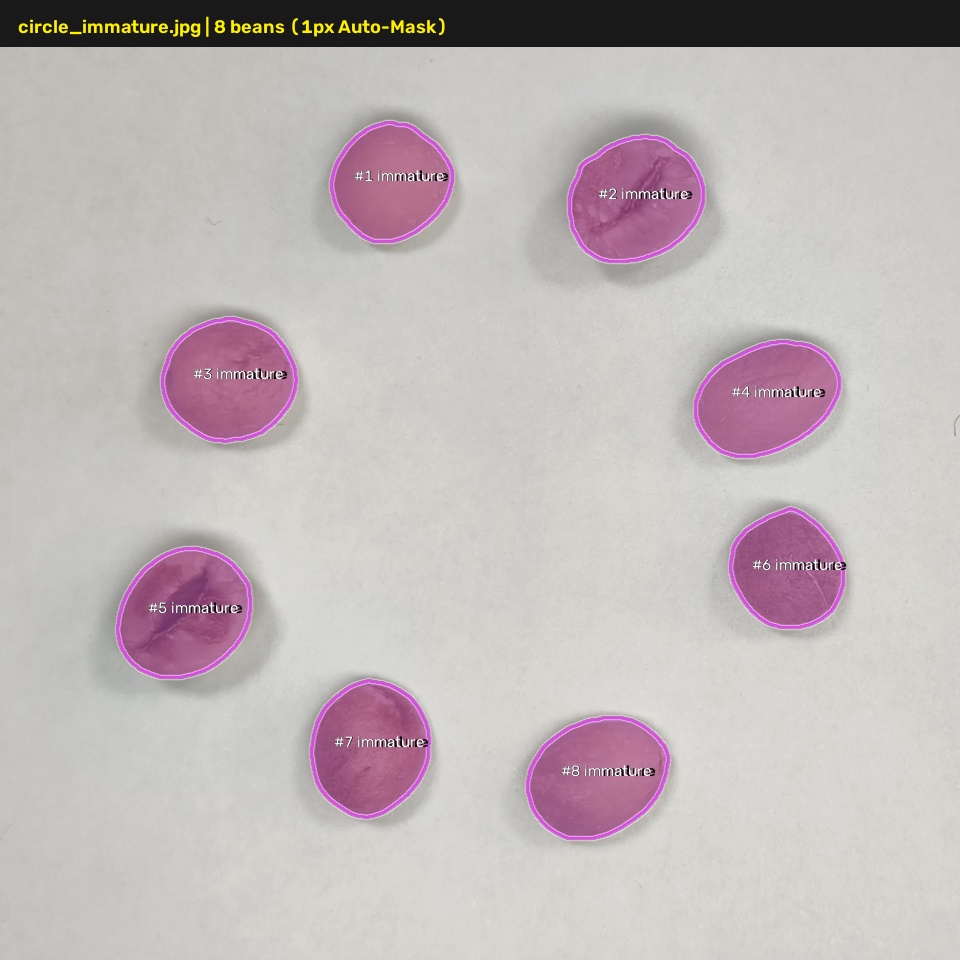 circle_immature.jpg | 8 beans (1px Auto-Mask)
#1 immature
#2 immature
#3 immature
#4 immature
#5 immature
#6 immature
#7 immature
#8 immature